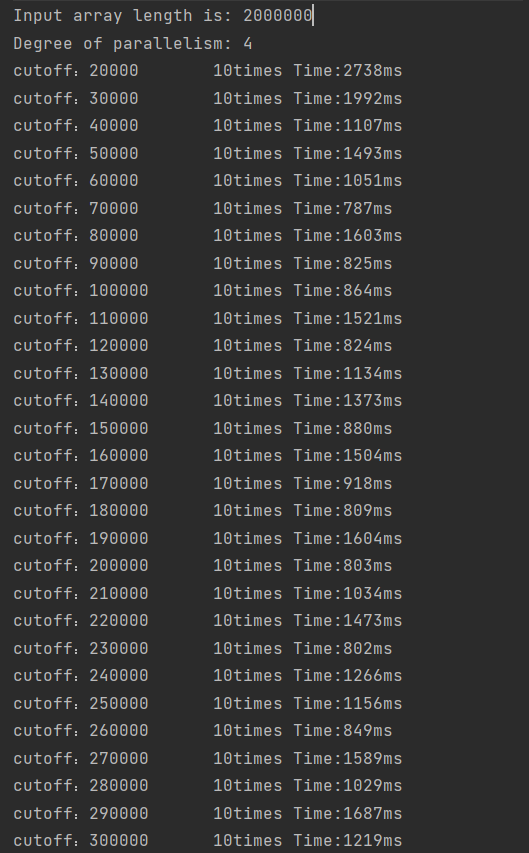 Input array length is: 2000000
Degree of parallelism: 4
cutoff：20000 10times Time:2738ms
cutoff：30000 10times Time:1992ms
cutoff：40000 10times Time:1107ms
cutoff：50000 10times Time:1493ms
cutoff：60000 10times Time:1051ms
cutoff：70000 10times Time:787ms
cutoff：80000 10times Time:1603ms
cutoff：90000 10times Time:825ms
cutoff：100000 10times Time:864ms
cutoff：110000 10times Time:1521ms
cutoff：120000 10times Time:824ms
cutoff：130000 10times Time:1134ms
cutoff：140000 10times Time:1373ms
cutoff：150000 10times Time:880ms
cutoff：160000 10times Time:1504ms
cutoff：170000 10times Time:918ms
cutoff：180000 10times Time:809ms
cutoff：190000 10times Time:1604ms
cutoff：200000 10times Time:803ms
cutoff：210000 10times Time:1034ms
cutoff：220000 10times Time:1473ms
cutoff：230000 10times Time:802ms
cutoff：240000 10times Time:1266ms
cutoff：250000 10times Time:1156ms
cutoff：260000 10times Time:849ms
cutoff：270000 10times Time:1589ms
cutoff：280000 10times Time:1029ms
cutoff：290000 10times Time:1687ms
cutoff：300000 10times Time:1219ms